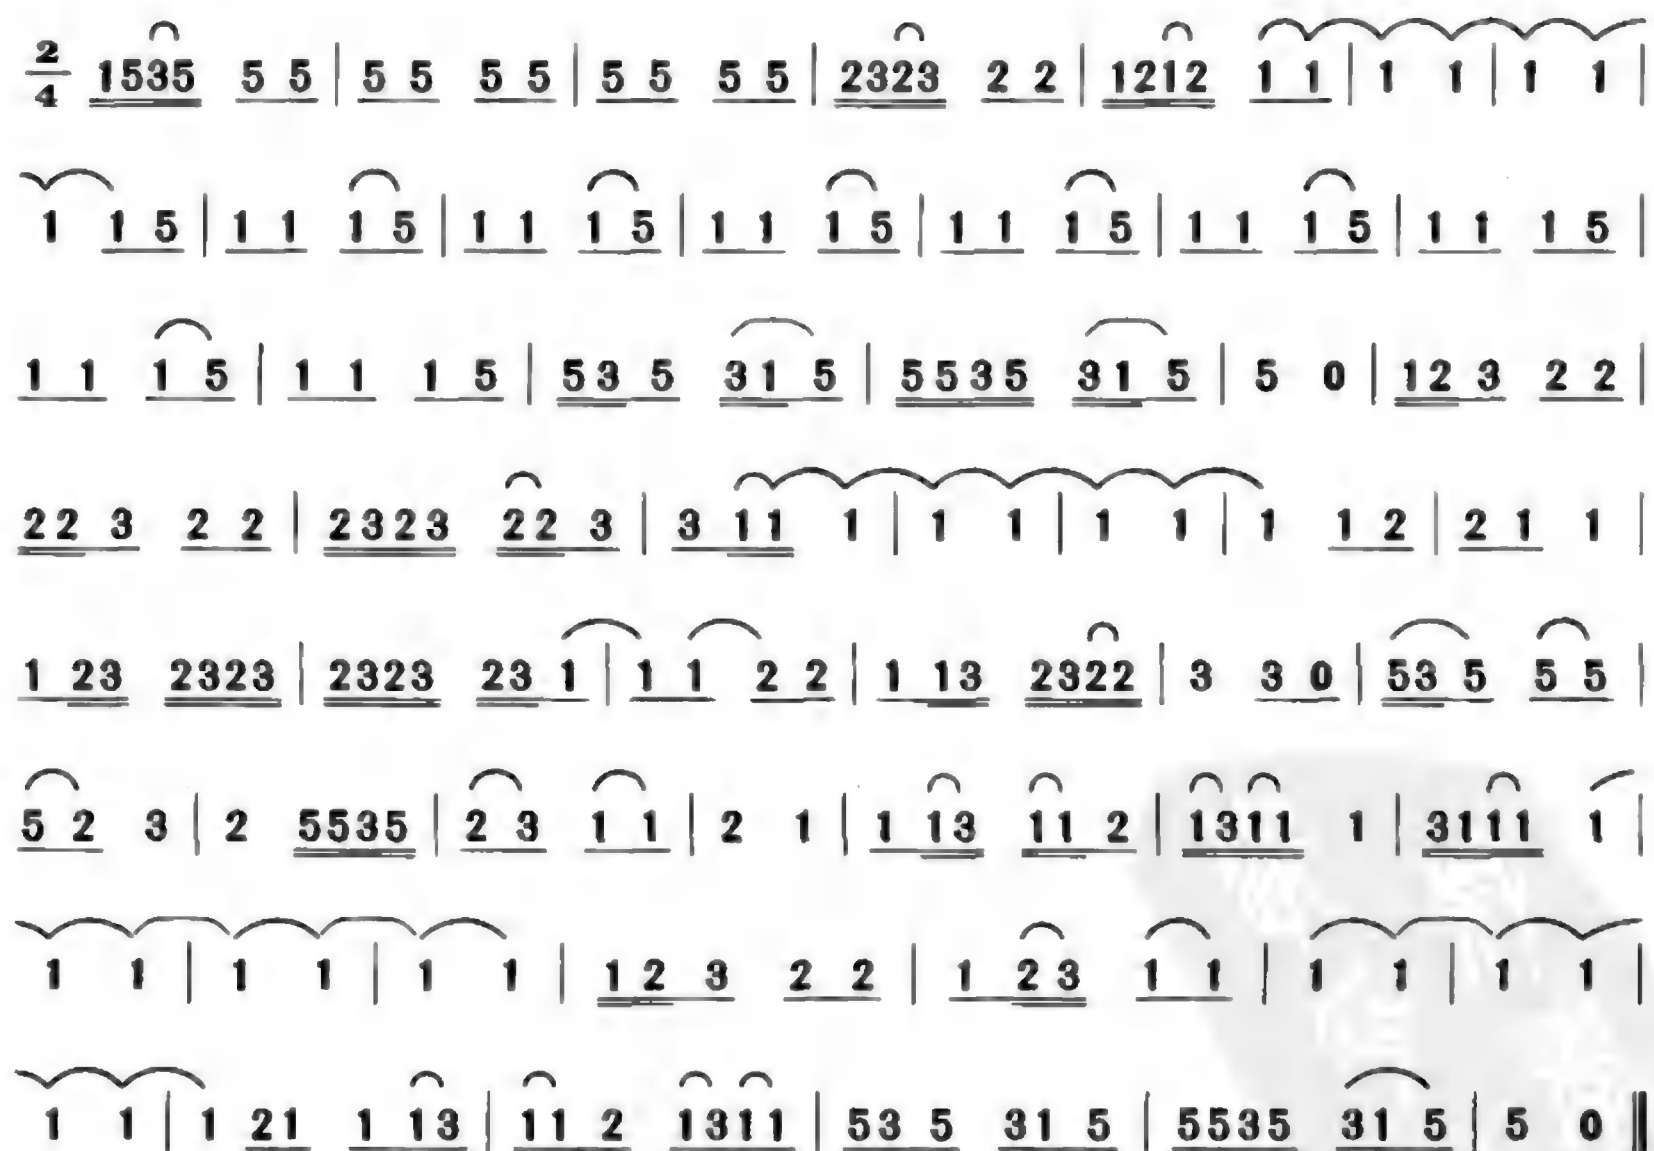 2/4 1535 5 5 | 5 5 5 5 | 5 5 5 5 | 2323 2 2 | 1212 1 1 | 1 1 | 1 1 |
1 1 5 | 1 1 1 5 | 1 1 1 5 | 1 1 1 5 | 1 1 1 5 | 1 1 1 5 | 1 1 1 5 |
1 1 1 5 | 1 1 1 5 | 53 5 31 5 | 5535 31 5 | 5 0 | 12 3 2 2 |
22 3 2 2 | 2323 22 3 | 3 11 1 | 1 1 | 1 1 | 1 1 2 | 2 1 1 |
1 23 2323 | 2323 23 1 | 1 1 2 2 | 1 13 2322 | 3 3 0 | 53 5 5 5 |
5 2 3 | 2 5535 | 2 3 1 1 | 2 1 | 1 13 11 2 | 1311 1 | 3111 1 |
1 1 | 1 1 | 1 1 | 12 3 2 2 | 1 23 1 1 | 1 1 | 1 1 |
1 1 | 1 21 1 13 | 11 2 1311 | 53 5 31 5 | 5535 31 5 | 5 0 ‖